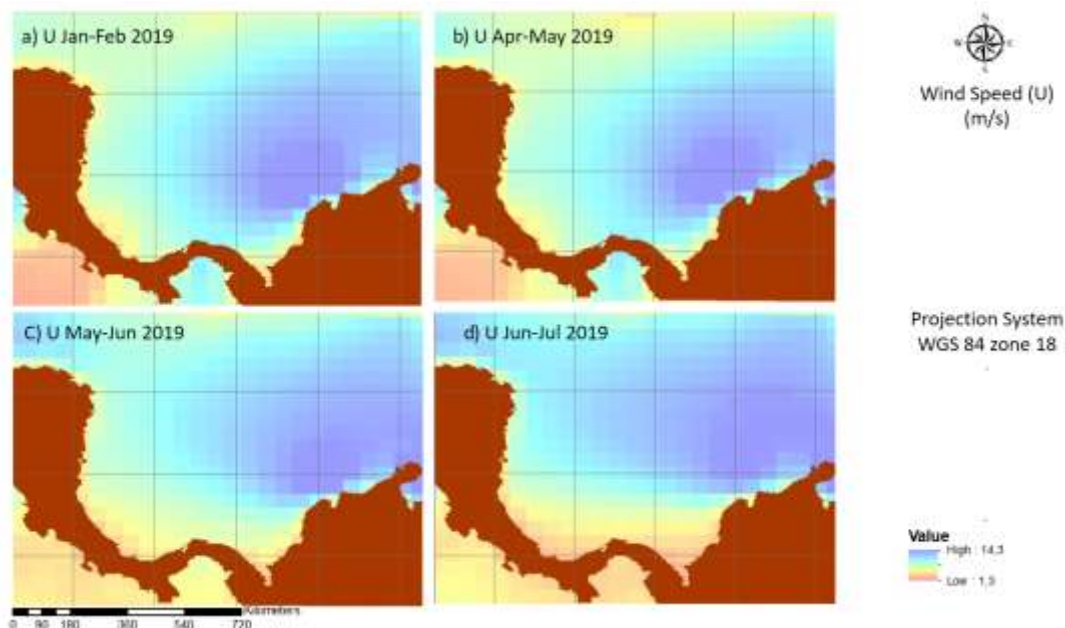 a) U Jan-Feb 2019
b) U Apr-May 2019
N
W
E
S
Wind Speed (U)
(m/s)
C) U May-Jun 2019
d) U Jun-Jul 2019
Projection System
WGS 84 zone 18
Value
High : 14,3
Low : 1,3
Kilometers
0 90 180 360 540 720